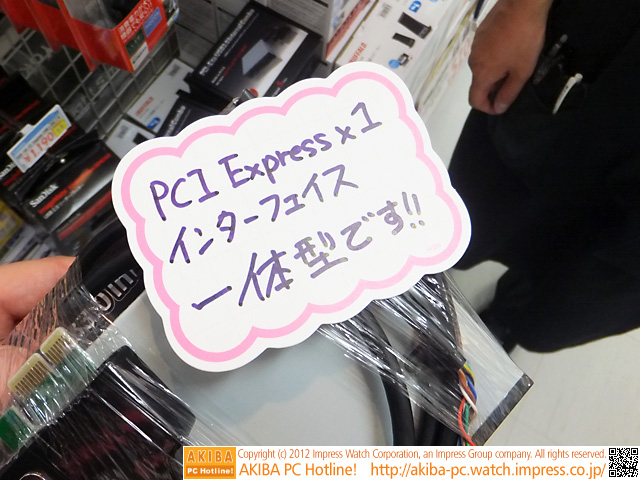 PCI Express x1
インターフェイス
一体型です!!
SanDisk
AKIBA
PC Hotline!
Copyright (c) 2012 Impress Watch Corporation, an Impress Group company. All rights reserved.
AKIBA PC Hotline! http://akiba-pc.watch.impress.co.jp/